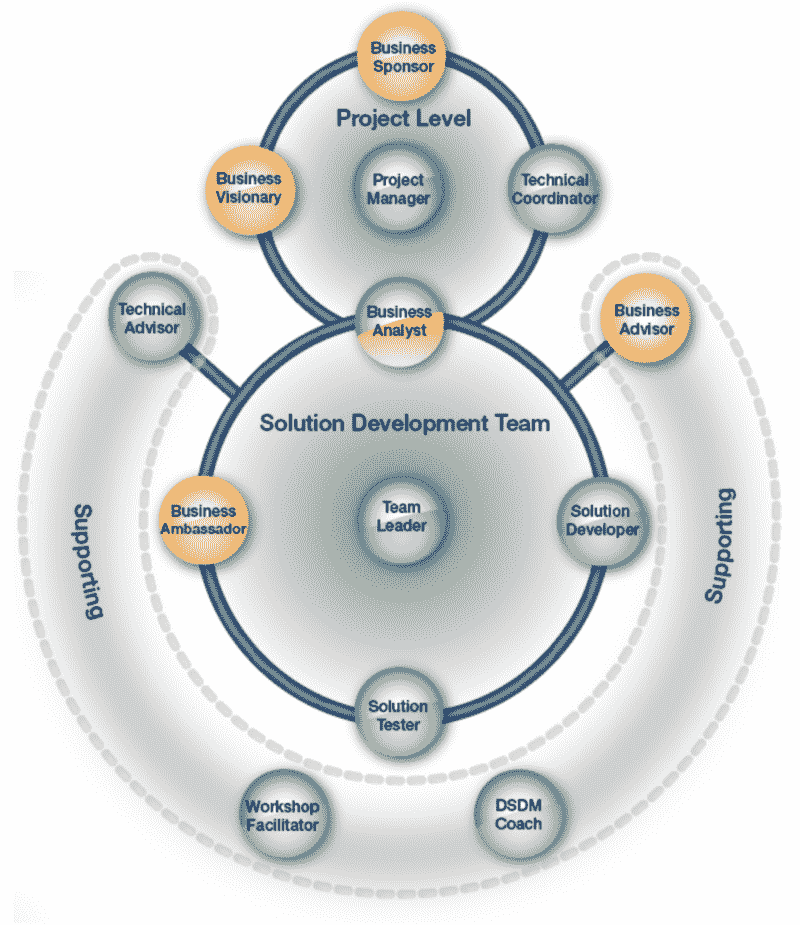 Business
Sponsor
Project Level
Business
Visionary
Project
Manager
Technical
Coordinator
Technical
Advisor
Business
Analyst
Business
Advisor
Solution Development Team
Supporting
Business
Ambassador
Team
Leader
Solution
Developer
Supporting
Solution
Tester
Workshop
Facilitator
DSDM
Coach